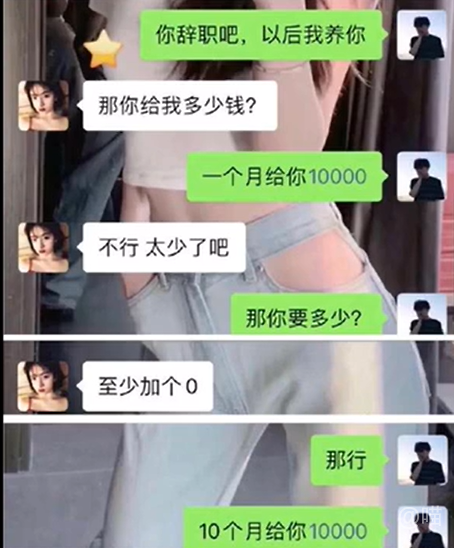 你辞职吧，以后我养你
那你给我多少钱?
一个月给你10000
不行 太少了吧
那你要多少?
至少加个0
那行
10个月给你10000